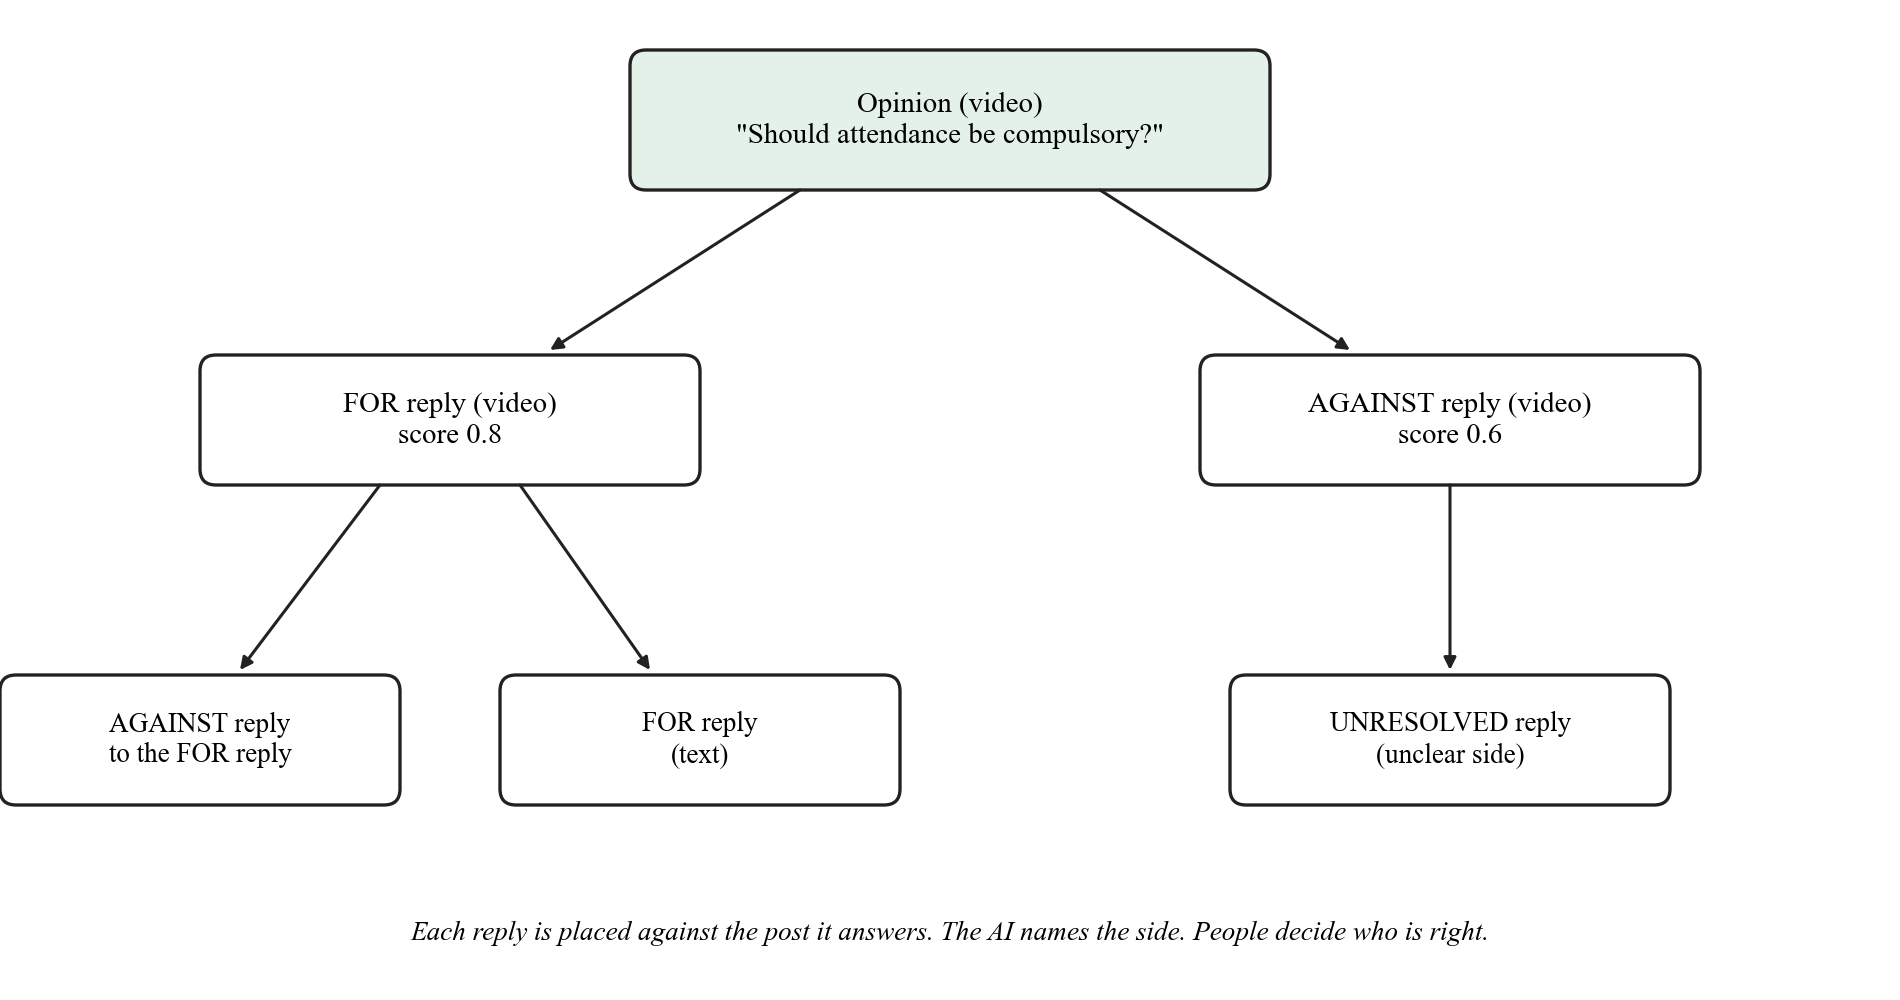 Opinion (video)
"Should attendance be compulsory?"
FOR reply (video)
score 0.8
AGAINST reply (video)
score 0.6
AGAINST reply
to the FOR reply
FOR reply
(text)
UNRESOLVED reply
(unclear side)
Each reply is placed against the post it answers. The AI names the side. People decide who is right.